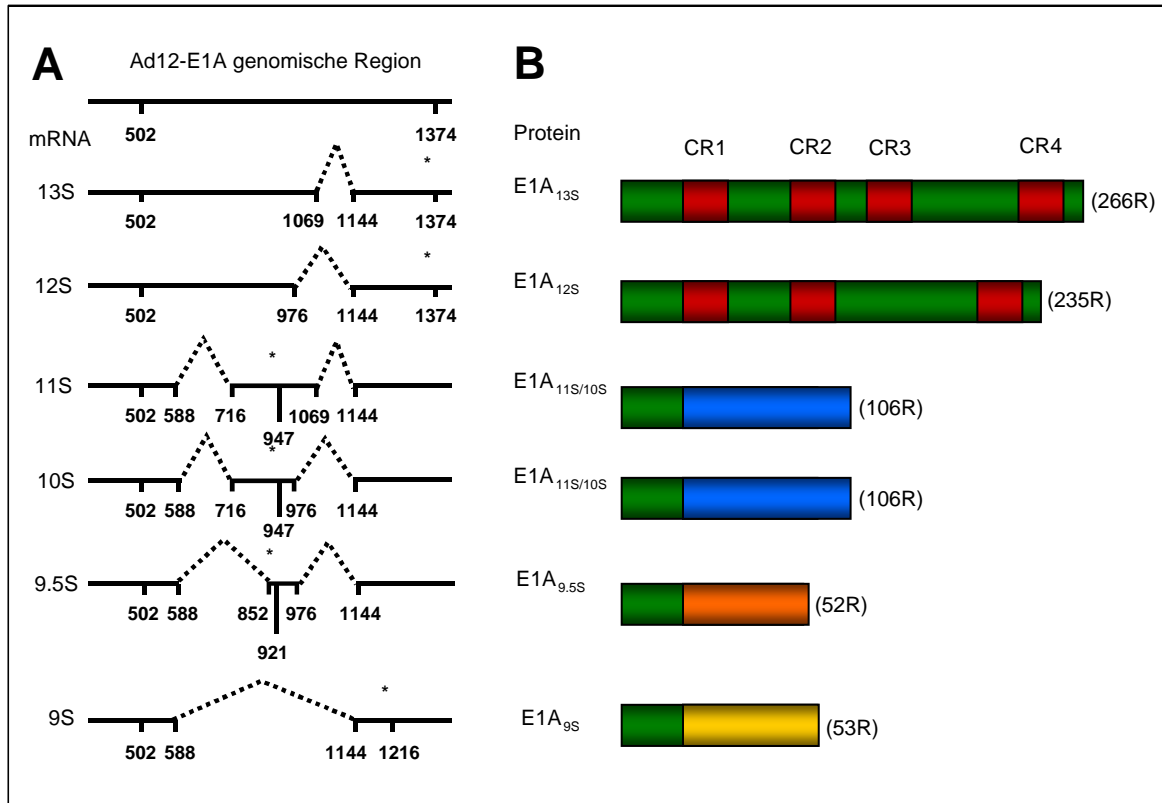 A
Ad12-E1A genomische Region
502 1374
mRNA
*
13S
502 1069 1144 1374
*
12S
502 976 1144 1374
*
11S
502 588 716 1069 1144
947
*
10S
502 588 716 976 1144
947
*
9.5S
502 588 852 976 1144
921
*
9S
502 588 1144 1216
B
Protein
CR1 CR2 CR3 CR4
E1A13S (266R)
E1A12S (235R)
E1A11S/10S (106R)
E1A11S/10S (106R)
E1A9.5S (52R)
E1A9S (53R)